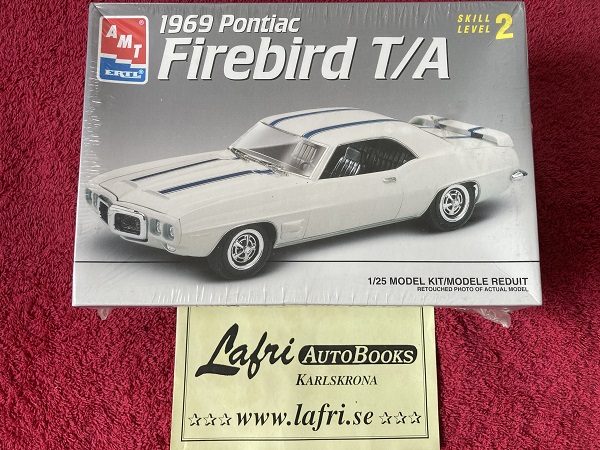 AMT
ERTL
1969 Pontiac
Firebird T/A
SKILL
LEVEL 2
1/25 MODEL KIT/MODELE REDUIT
RETOUCHED PHOTO OF ACTUAL MODEL
Lafri AUTOBOOKS
KARLSKRONA
☆☆☆ www.lafri.se ☆☆☆